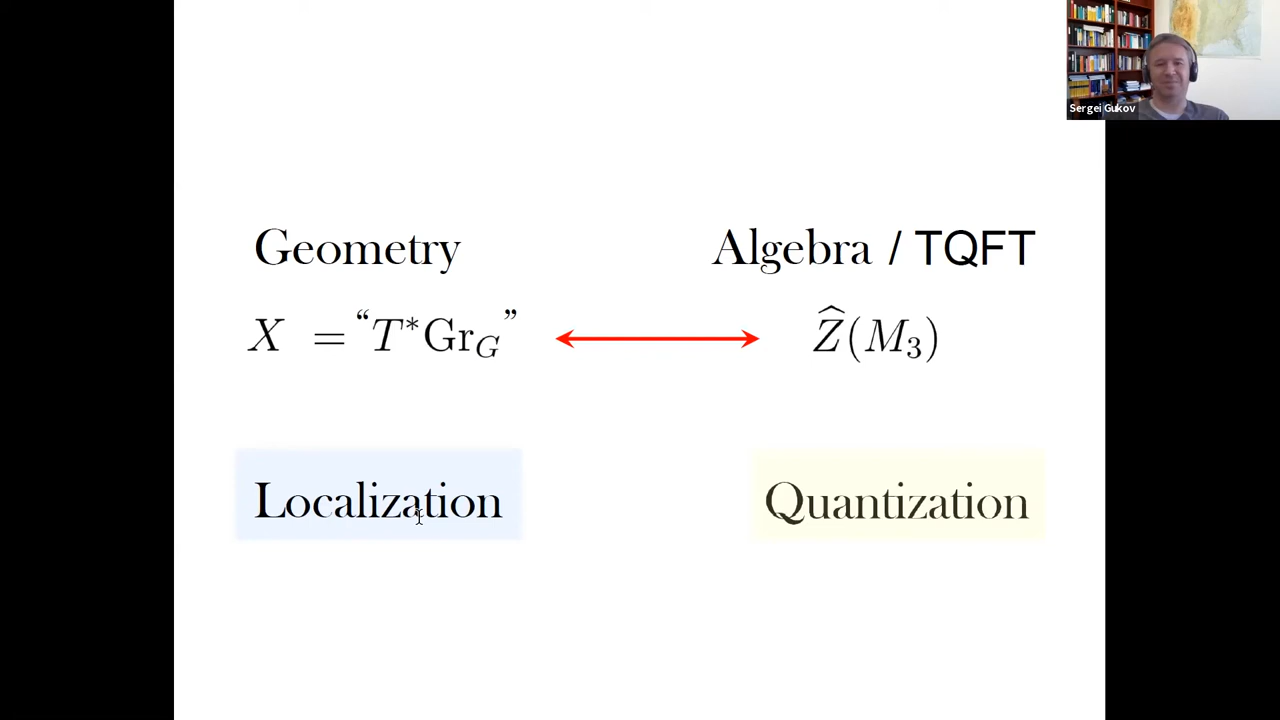 Sergei Gukov
Geometry Algebra / TQFT
X = “T*Gr_G” Ẑ(M_3)
Localization Quantization